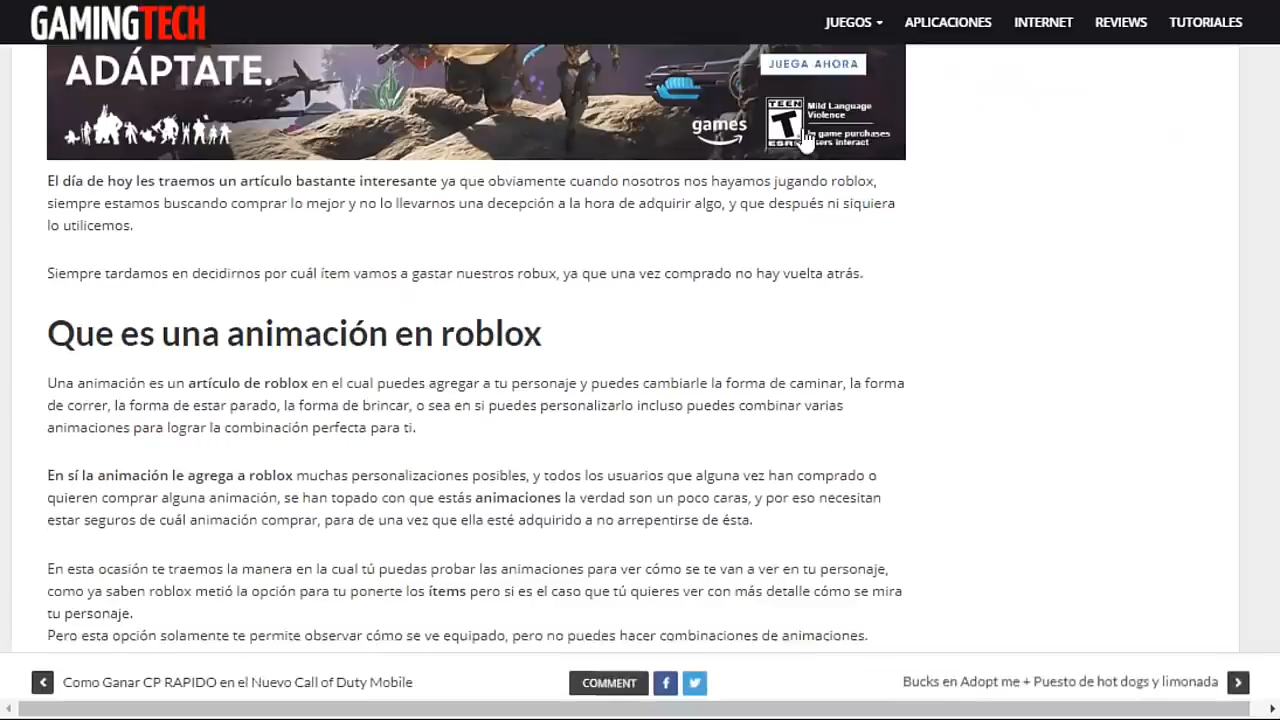 GAMINGTECH
JUEGOS APLICACIONES INTERNET REVIEWS TUTORIALES
ADÁPTATE.
JUEGA AHORA
games
TEEN
T
ESRB
Mild Language
Violence
game purchases
users interact
El día de hoy les traemos un artículo bastante interesante ya que obviamente cuando nosotros nos hayamos jugando roblox,
siempre estamos buscando comprar lo mejor y no lo llevarnos una decepción a la hora de adquirir algo, y que después ni siquiera
lo utilicemos.
Siempre tardamos en decidirnos por cuál ítem vamos a gastar nuestros robux, ya que una vez comprado no hay vuelta atrás.
Que es una animación en roblox
Una animación es un artículo de roblox en el cual puedes agregar a tu personaje y puedes cambiarle la forma de caminar, la forma
de correr, la forma de estar parado, la forma de brincar, o sea en si puedes personalizarlo incluso puedes combinar varias
animaciones para lograr la combinación perfecta para ti.
En sí la animación le agrega a roblox muchas personalizaciones posibles, y todos los usuarios que alguna vez han comprado o
quieren comprar alguna animación, se han topado con que estás animaciones la verdad son un poco caras, y por eso necesitan
estar seguros de cuál animación comprar, para de una vez que ella esté adquirido a no arrepentirse de ésta.
En esta ocasión te traemos la manera en la cual tú puedas probar las animaciones para ver cómo se te van a ver en tu personaje,
como ya saben roblox metió la opción para tu ponerte los ítems pero si es el caso que tú quieres ver con más detalle cómo se mira
tu personaje.
Pero esta opción solamente te permite observar cómo se ve equipado, pero no puedes hacer combinaciones de animaciones.
Como Ganar CP RAPIDO en el Nuevo Call of Duty Mobile
COMMENT
Bucks en Adopt me + Puesto de hot dogs y limonada